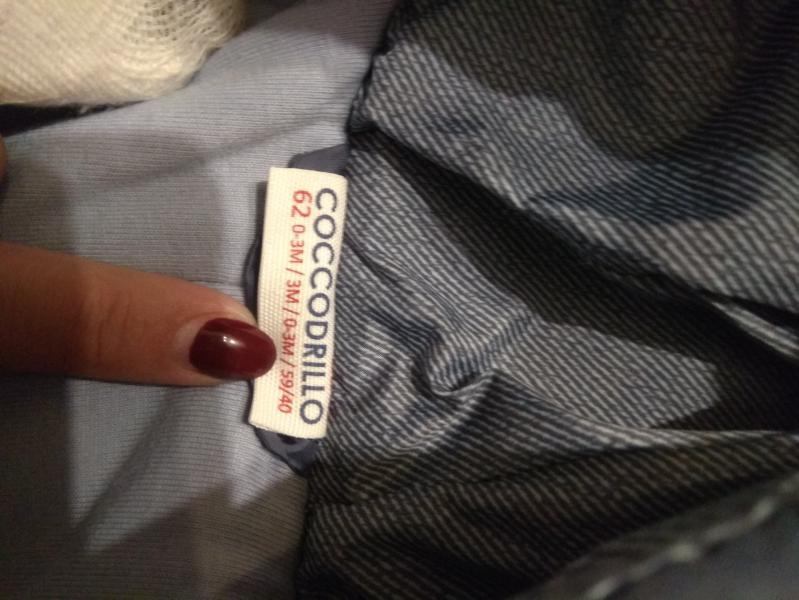 COCCODRILLO
62 0-3M / 3M / 0-3M / 59/40